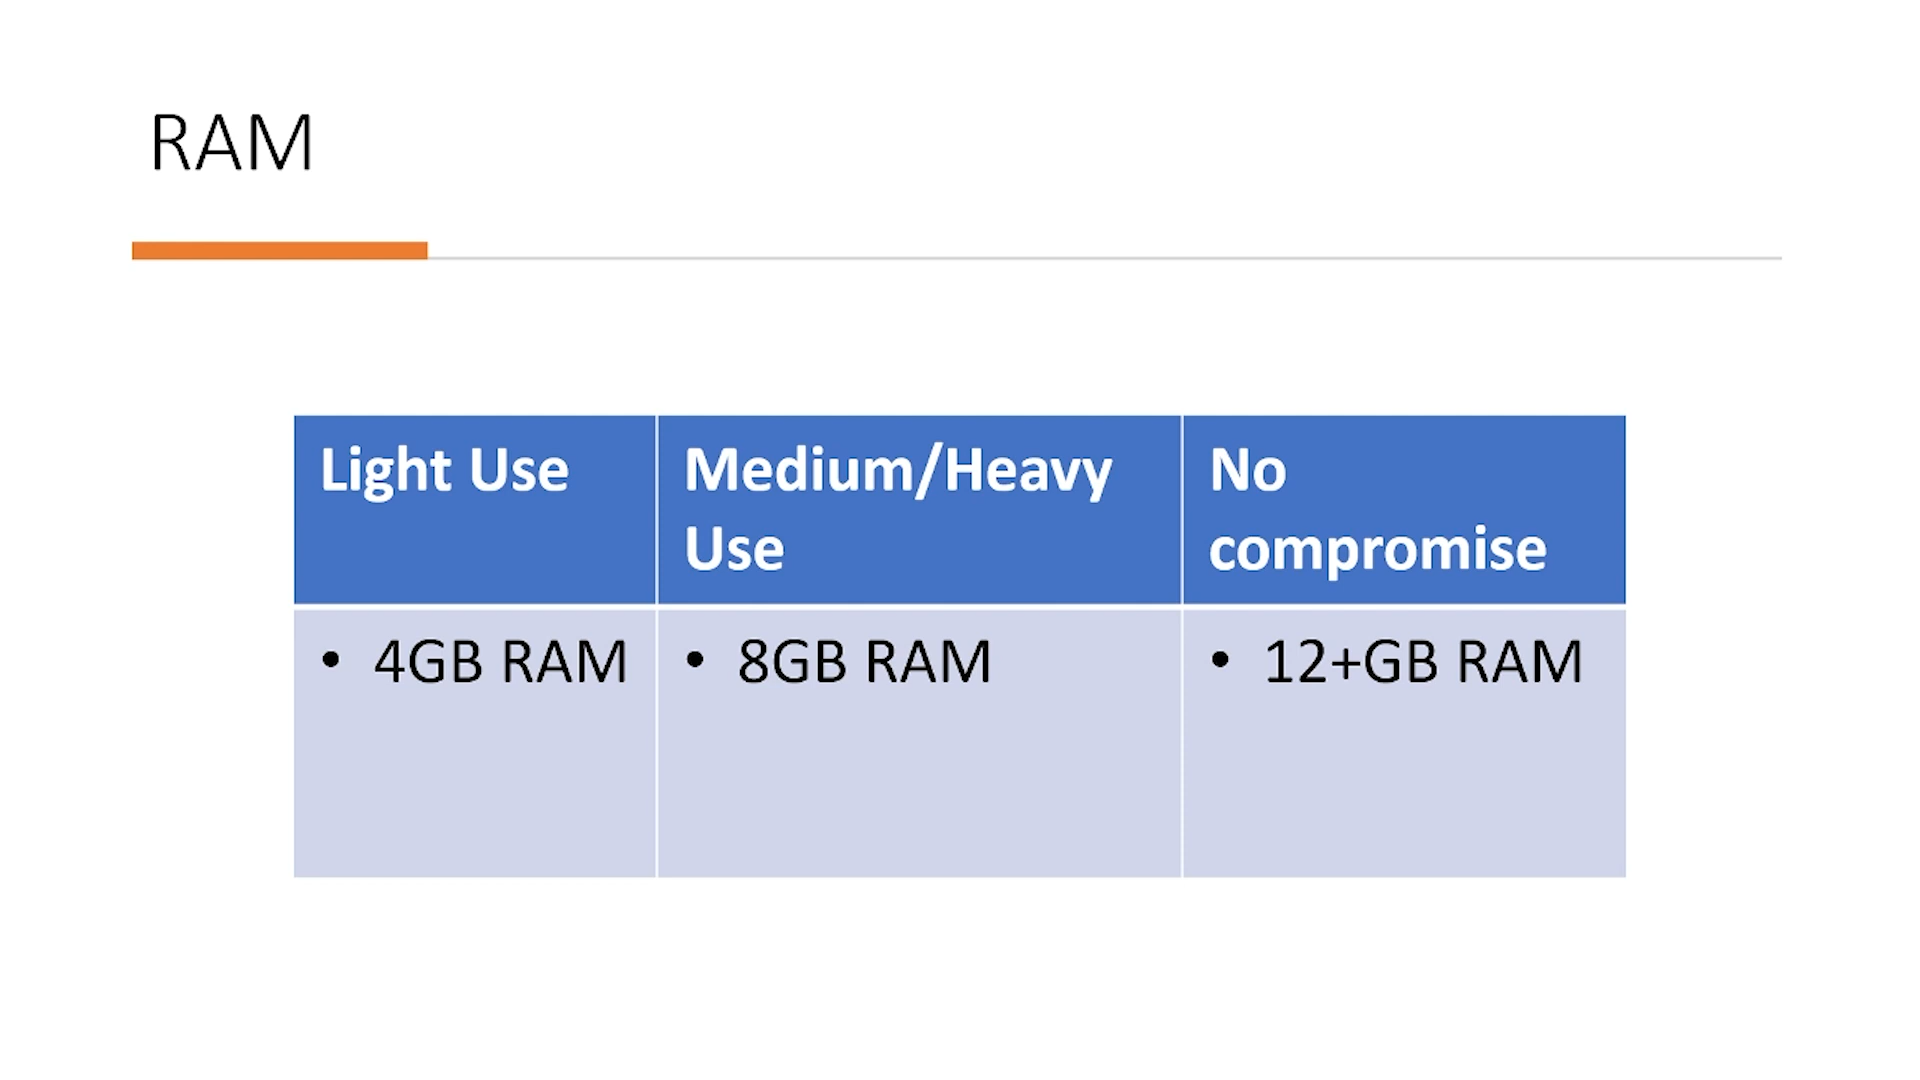 RAM
Light Use
Medium/Heavy
Use
No
compromise
• 4GB RAM
• 8GB RAM
• 12+GB RAM